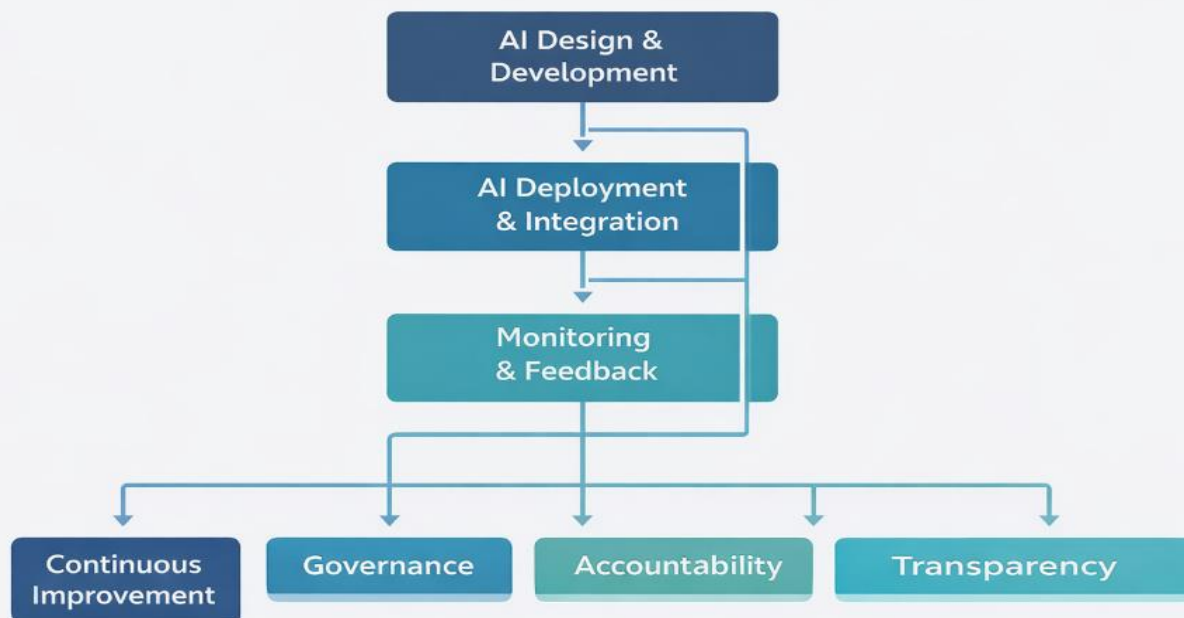 AI Design &
Development
AI Deployment
& Integration
Monitoring
& Feedback
Continuous
Improvement
Governance
Accountability
Transparency